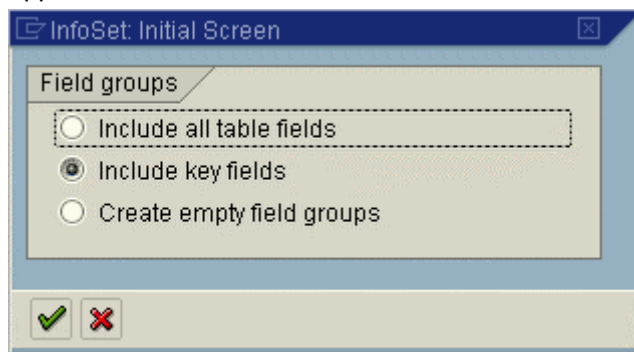 InfoSet: Initial Screen
Field groups
Include all table fields
Include key fields
Create empty field groups